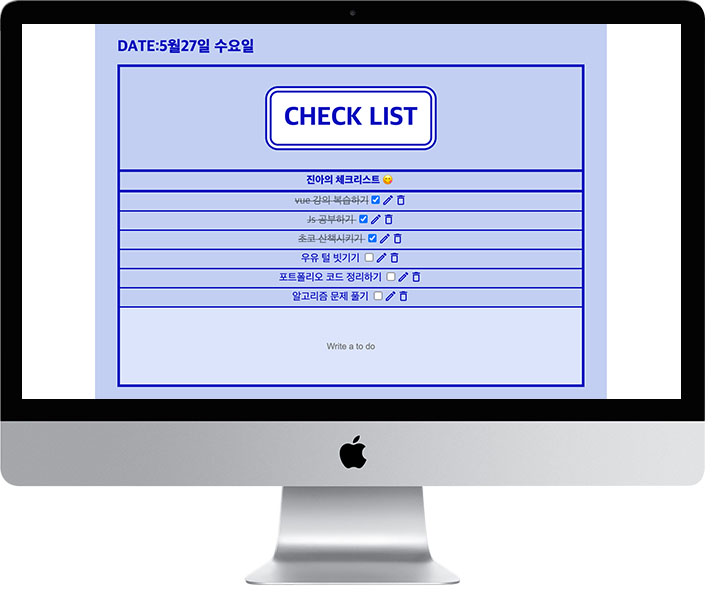 DATE:5월27일 수요일
CHECK LIST
진아의 체크리스트 😋
vue 강의 복습하기
Js 공부하기
초코 산책시키기
우유 털 빗기기
포트폴리오 코드 정리하기
알고리즘 문제 풀기
Write a to do